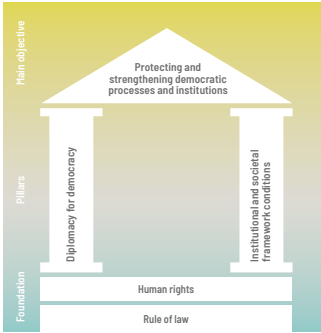 Main objective
Protecting and
strengthening democratic
processes and institutions
Pillars
Diplomacy for democracy
Institutional and societal
framework conditions
Foundation
Human rights
Rule of law